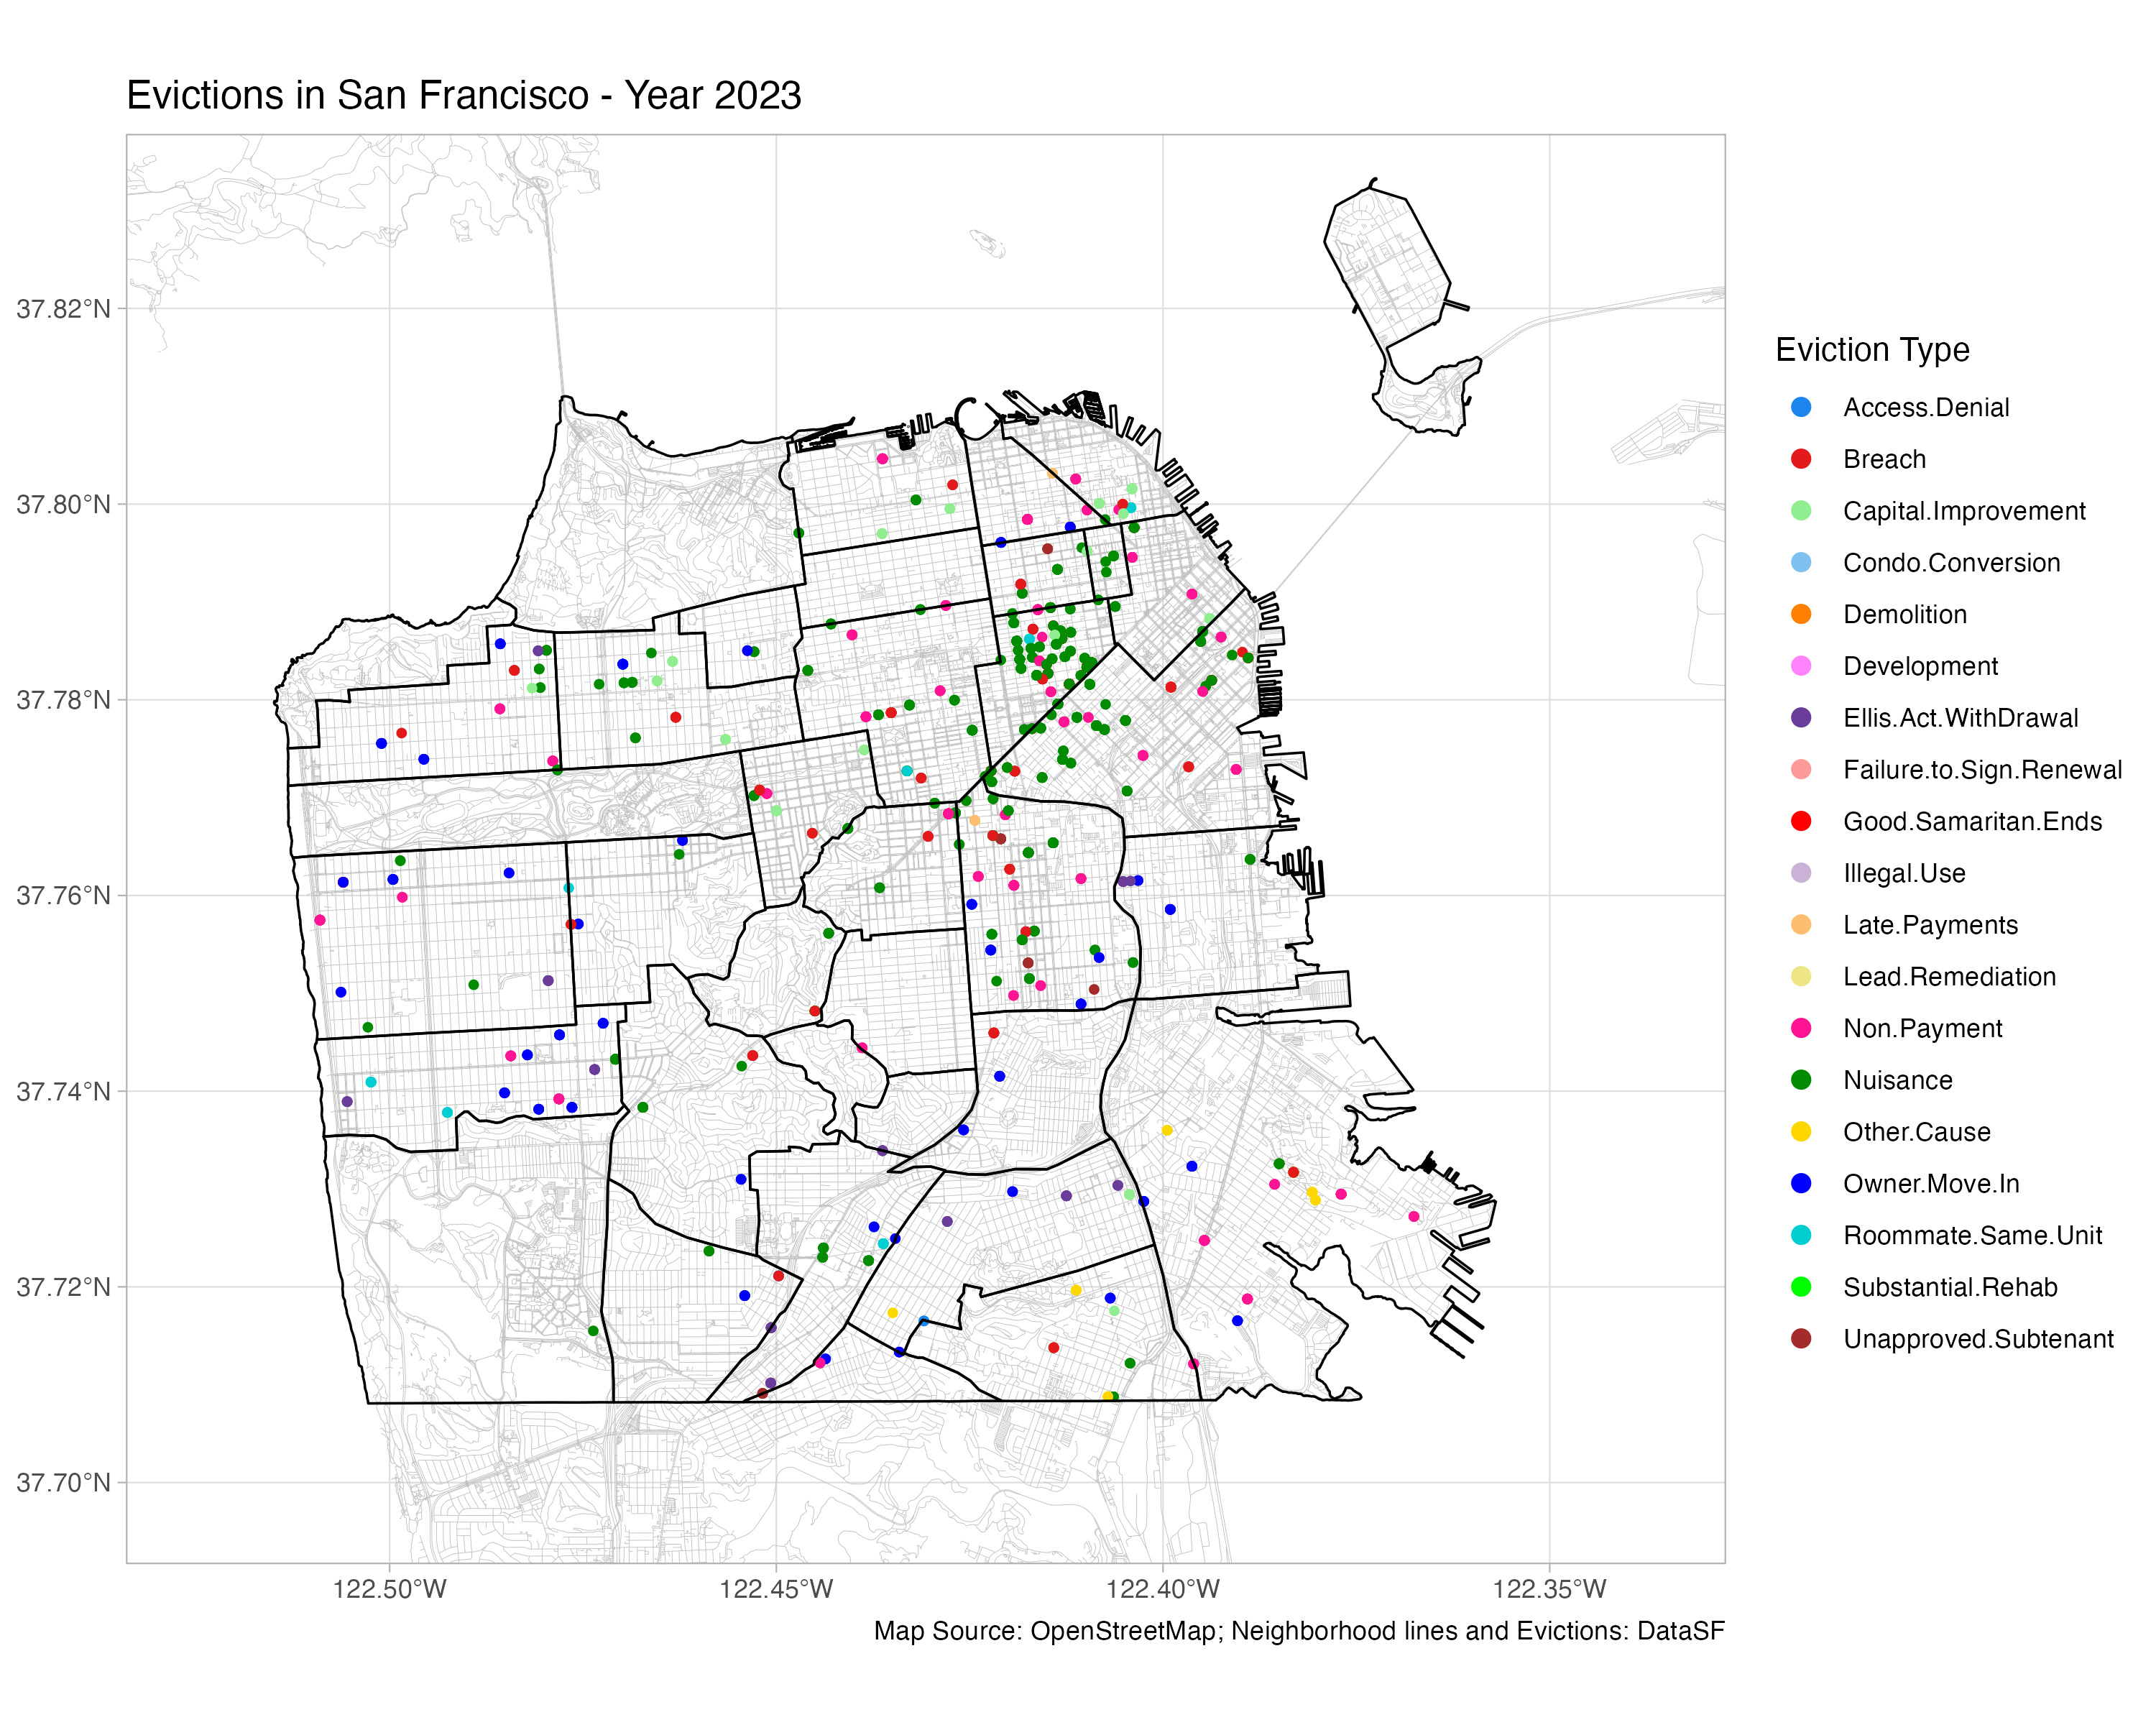 Evictions in San Francisco - Year 2023
37.82°N
37.80°N
37.78°N
37.76°N
37.74°N
37.72°N
37.70°N
122.50°W
122.45°W
122.40°W
122.35°W
Eviction Type
Access.Denial
Breach
Capital.Improvement
Condo.Conversion
Demolition
Development
Ellis.Act.WithDrawal
Failure.to.Sign.Renewal
Good.Samaritan.Ends
Illegal.Use
Late.Payments
Lead.Remediation
Non.Payment
Nuisance
Other.Cause
Owner.Move.In
Roommate.Same.Unit
Substantial.Rehab
Unapproved.Subtenant
Map Source: OpenStreetMap; Neighborhood lines and Evictions: DataSF